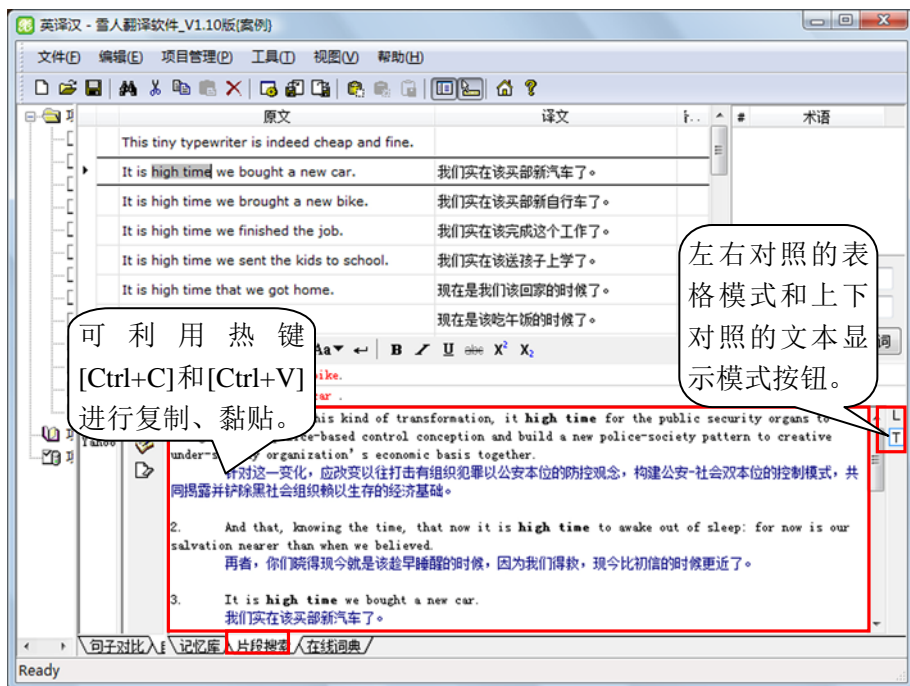 英译汉 - 雪人翻译软件_V1.10版{案例}
文件(F) 编辑(E) 项目管理(P) 工具(T) 视图(V) 帮助(H)
原文 译文 # 术语
This tiny typewriter is indeed cheap and fine.
It is high time we bought a new car. 我们实在该买部新汽车了。
It is high time we brought a new bike. 我们实在该买部新自行车了。
It is high time we finished the job. 我们实在该完成这个工作了。
It is high time we sent the kids to school. 我们实在该送孩子上学了。
It is high time that we got home. 现在是我们该回家的时候了。
现在是该吃午饭的时候了。
左右对照的表
格模式和上下
对照的文本显
示模式按钮。
可利用热键
[Ctrl+C]和[Ctrl+V]
进行复制、黏贴。
词
Aa B I U abc X² X₂
ike.
ar .
his kind of transformation, it high time for the public security organs to
ce-based control conception and build a new police-society pattern to creative
under-s y organization's economic basis together.
针对这一变化，应改变以往打击有组织犯罪以公安本位的防控观念，构建公安-社会双本位的控制模式，共
同揭露并铲除黑社会组织赖以生存的经济基础。
2. And that, knowing the time, that now it is high time to awake out of sleep: for now is our
salvation nearer than when we believed.
再者，你们晓得现今就是该趁早睡醒的时候，因为我们得救，现今比初信的时候更近了。
3. It is high time we bought a new car.
我们实在该买部新汽车了。
L
T
句子对比 记忆库 片段搜索 在线词典
Ready